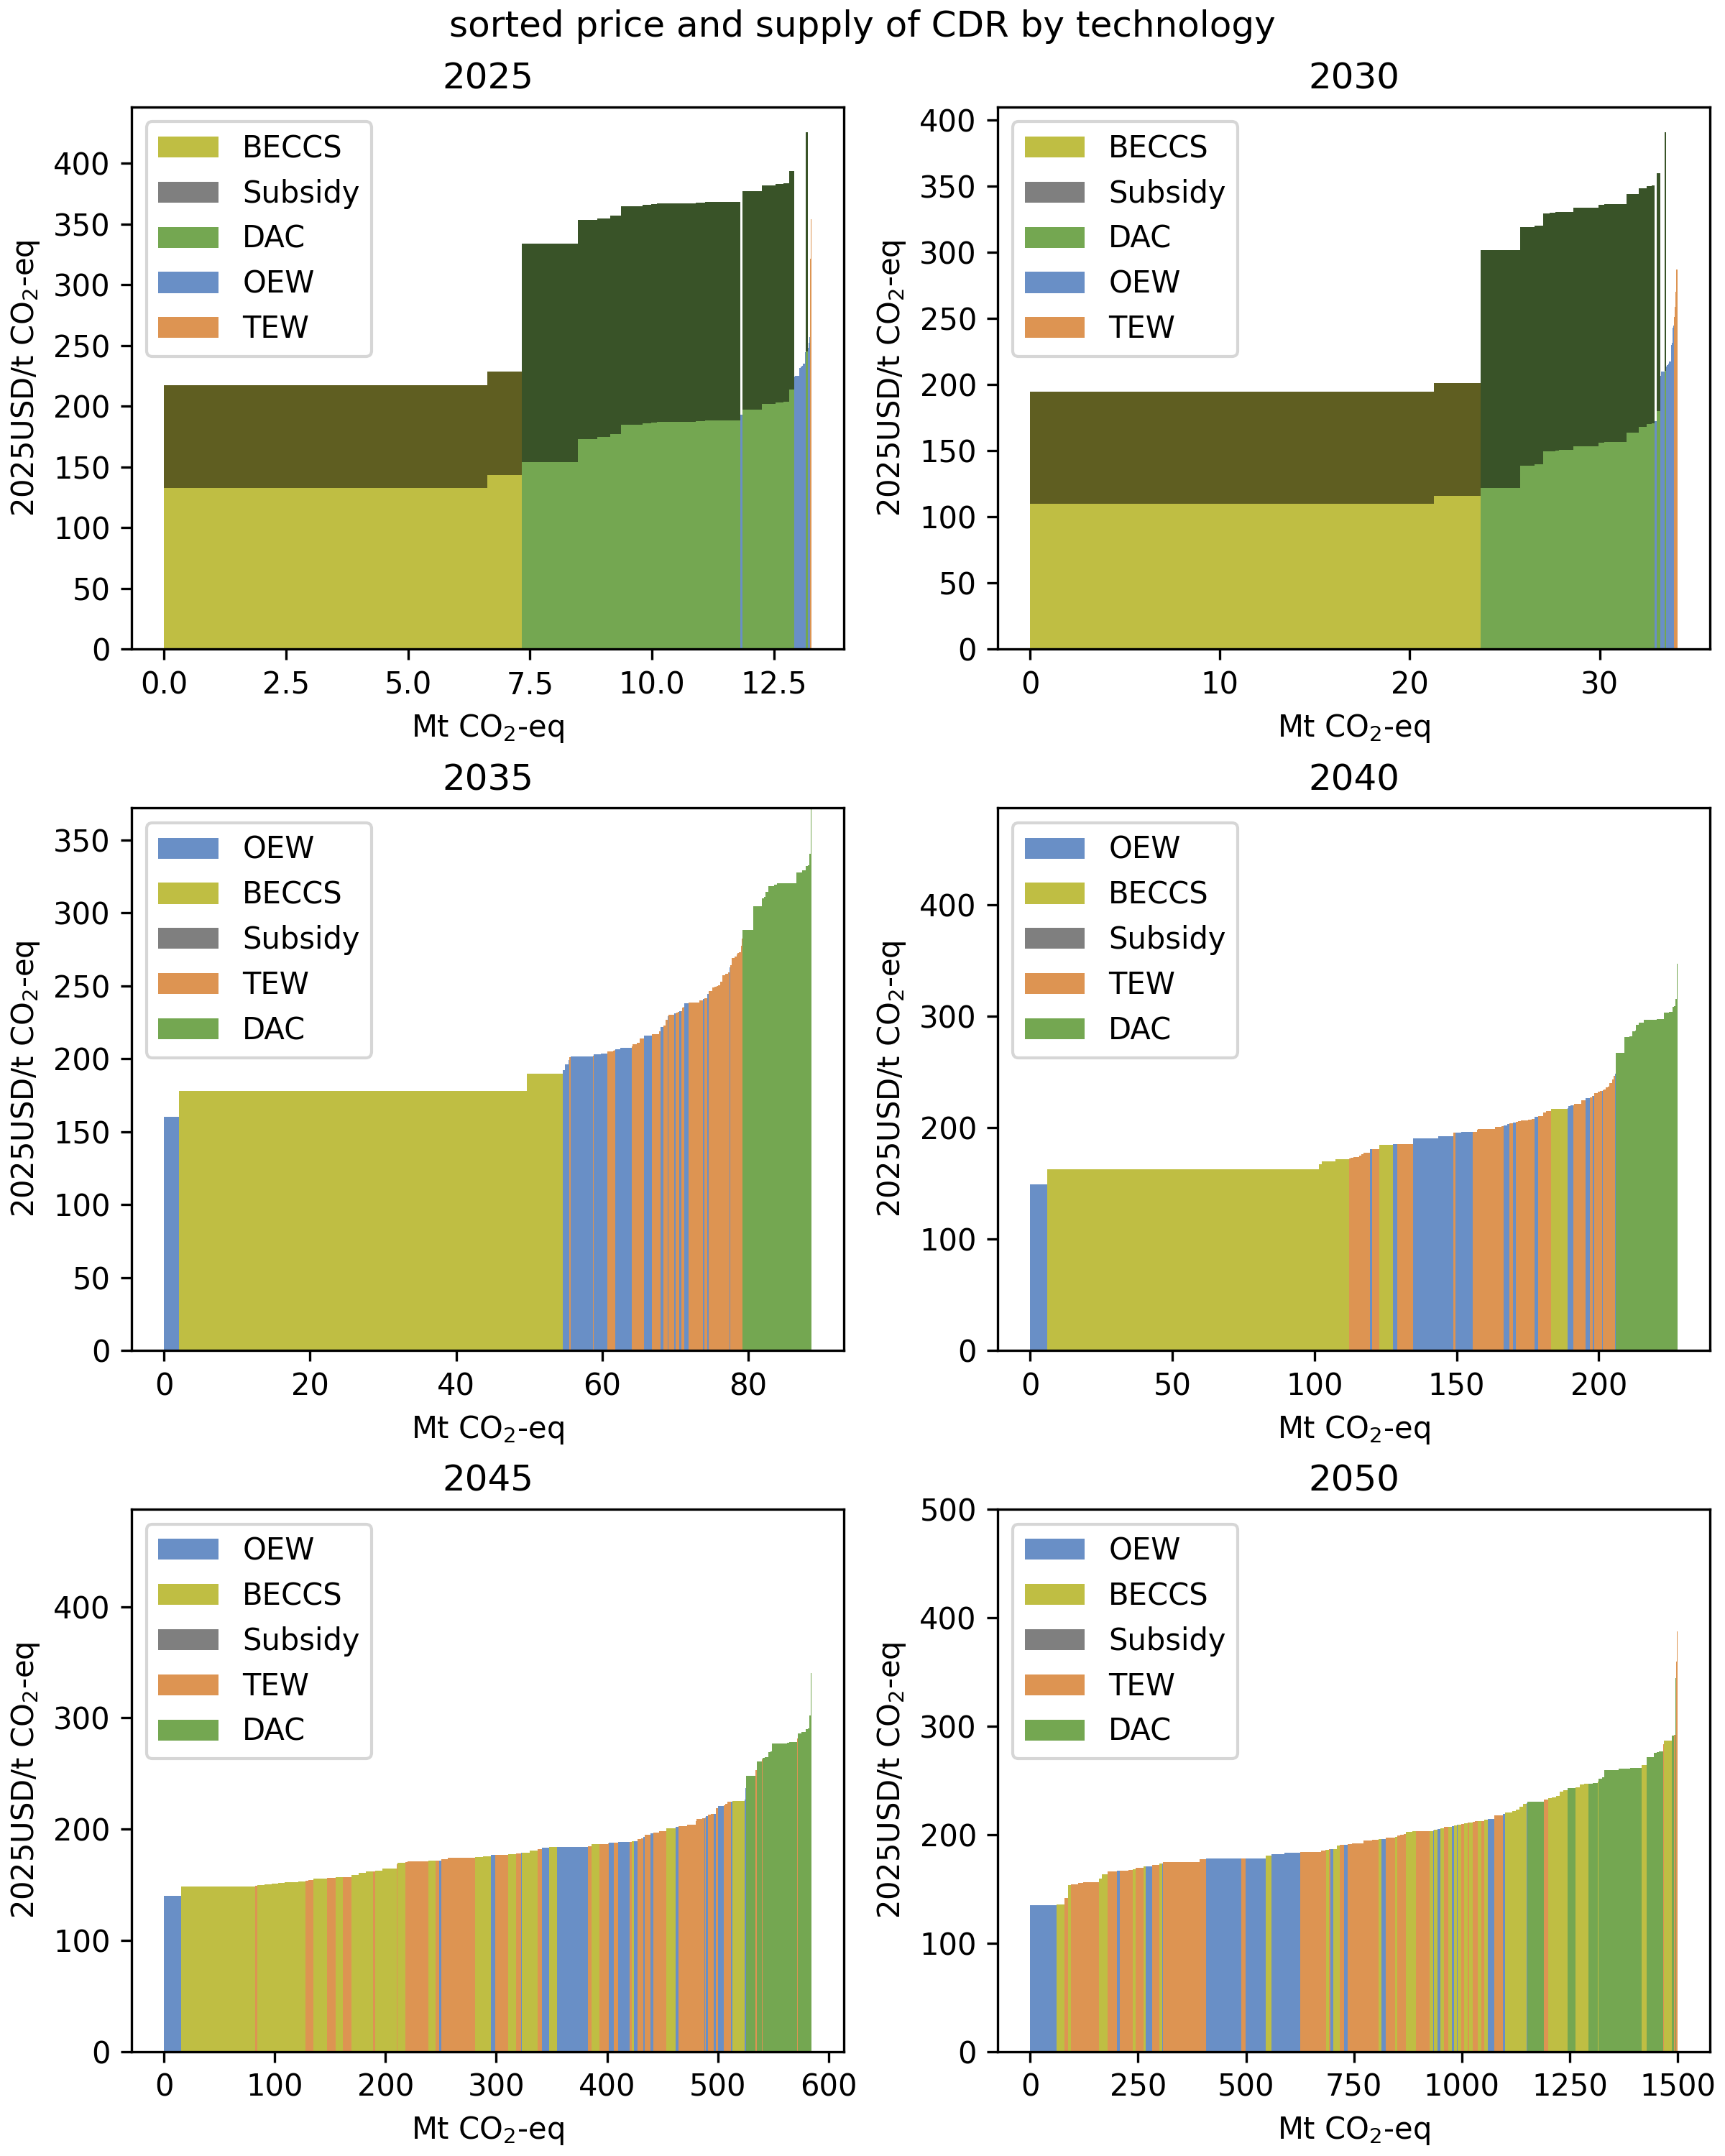 sorted price and supply of CDR by technology
2025
2025USD/t CO₂-eq
400
350
300
250
200
150
100
50
0
BECCS
Subsidy
DAC
OEW
TEW
0.0 2.5 5.0 7.5 10.0 12.5
Mt CO₂-eq
2030
2025USD/t CO₂-eq
400
350
300
250
200
150
100
50
0
BECCS
Subsidy
DAC
OEW
TEW
0 10 20 30
Mt CO₂-eq
2035
2025USD/t CO₂-eq
350
300
250
200
150
100
50
0
OEW
BECCS
Subsidy
TEW
DAC
0 20 40 60 80
Mt CO₂-eq
2040
2025USD/t CO₂-eq
400
300
200
100
0
OEW
BECCS
Subsidy
TEW
DAC
0 50 100 150 200
Mt CO₂-eq
2045
2025USD/t CO₂-eq
400
300
200
100
0
OEW
BECCS
Subsidy
TEW
DAC
0 100 200 300 400 500 600
Mt CO₂-eq
2050
2025USD/t CO₂-eq
500
400
300
200
100
0
OEW
BECCS
Subsidy
TEW
DAC
0 250 500 750 1000 1250 1500
Mt CO₂-eq